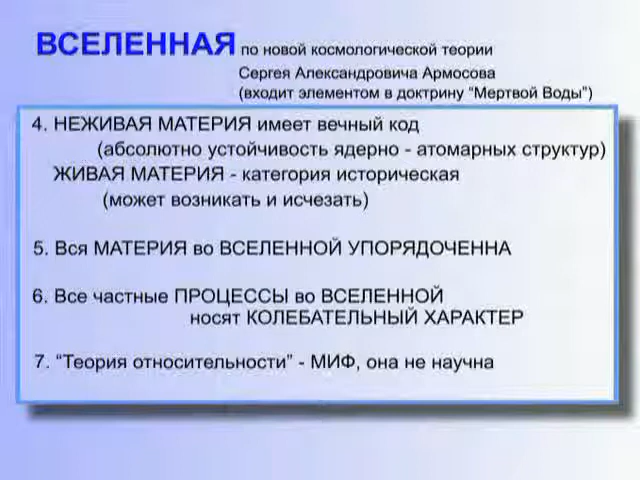 ВСЕЛЕННАЯ по новой космологической теории
Сергея Александровича Армосова
(входит элементом в доктрину “Мертвой Воды”)
4. НЕЖИВАЯ МАТЕРИЯ имеет вечный код
(абсолютно устойчивость ядерно - атомарных структур)
ЖИВАЯ МАТЕРИЯ - категория историческая
(может возникать и исчезать)
5. Вся МАТЕРИЯ во ВСЕЛЕННОЙ УПОРЯДОЧЕННА
6. Все частные ПРОЦЕССЫ во ВСЕЛЕННОЙ
носят КОЛЕБАТЕЛЬНЫЙ ХАРАКТЕР
7. “Теория относительности” - МИФ, она не научна